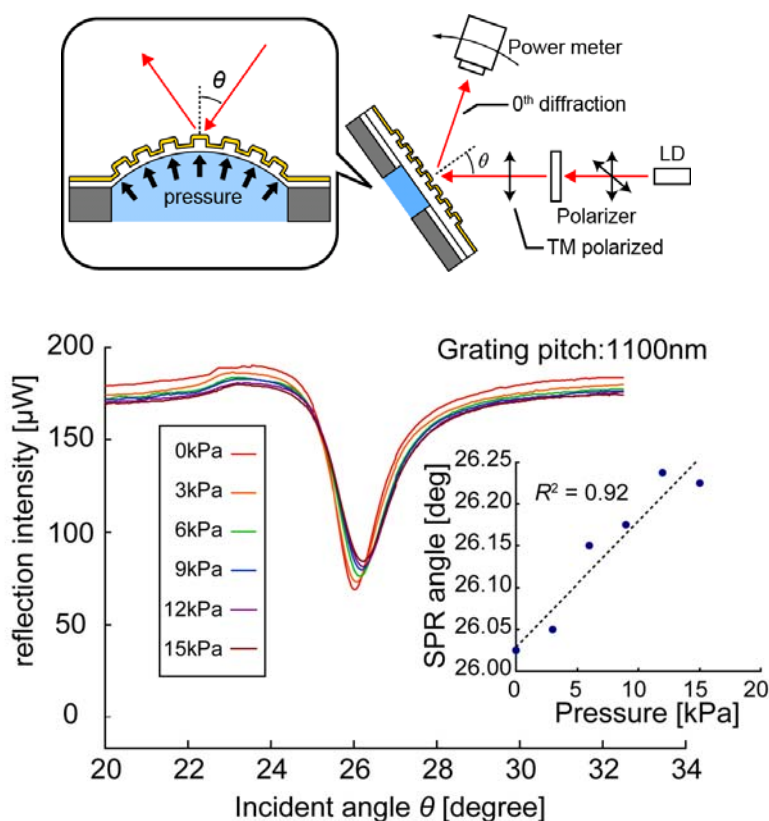 Power meter
θ
0th diffraction
θ
LD
pressure
Polarizer
TM polarized
Grating pitch:1100nm
200
150
100
50
0
reflection intensity [µW]
0kPa
3kPa
6kPa
9kPa
12kPa
15kPa
R² = 0.92
26.25
26.20
26.15
26.10
26.05
26.00
SPR angle [deg]
0 5 10 15 20
Pressure [kPa]
20 22 24 26 28 30 32 34
Incident angle θ [degree]